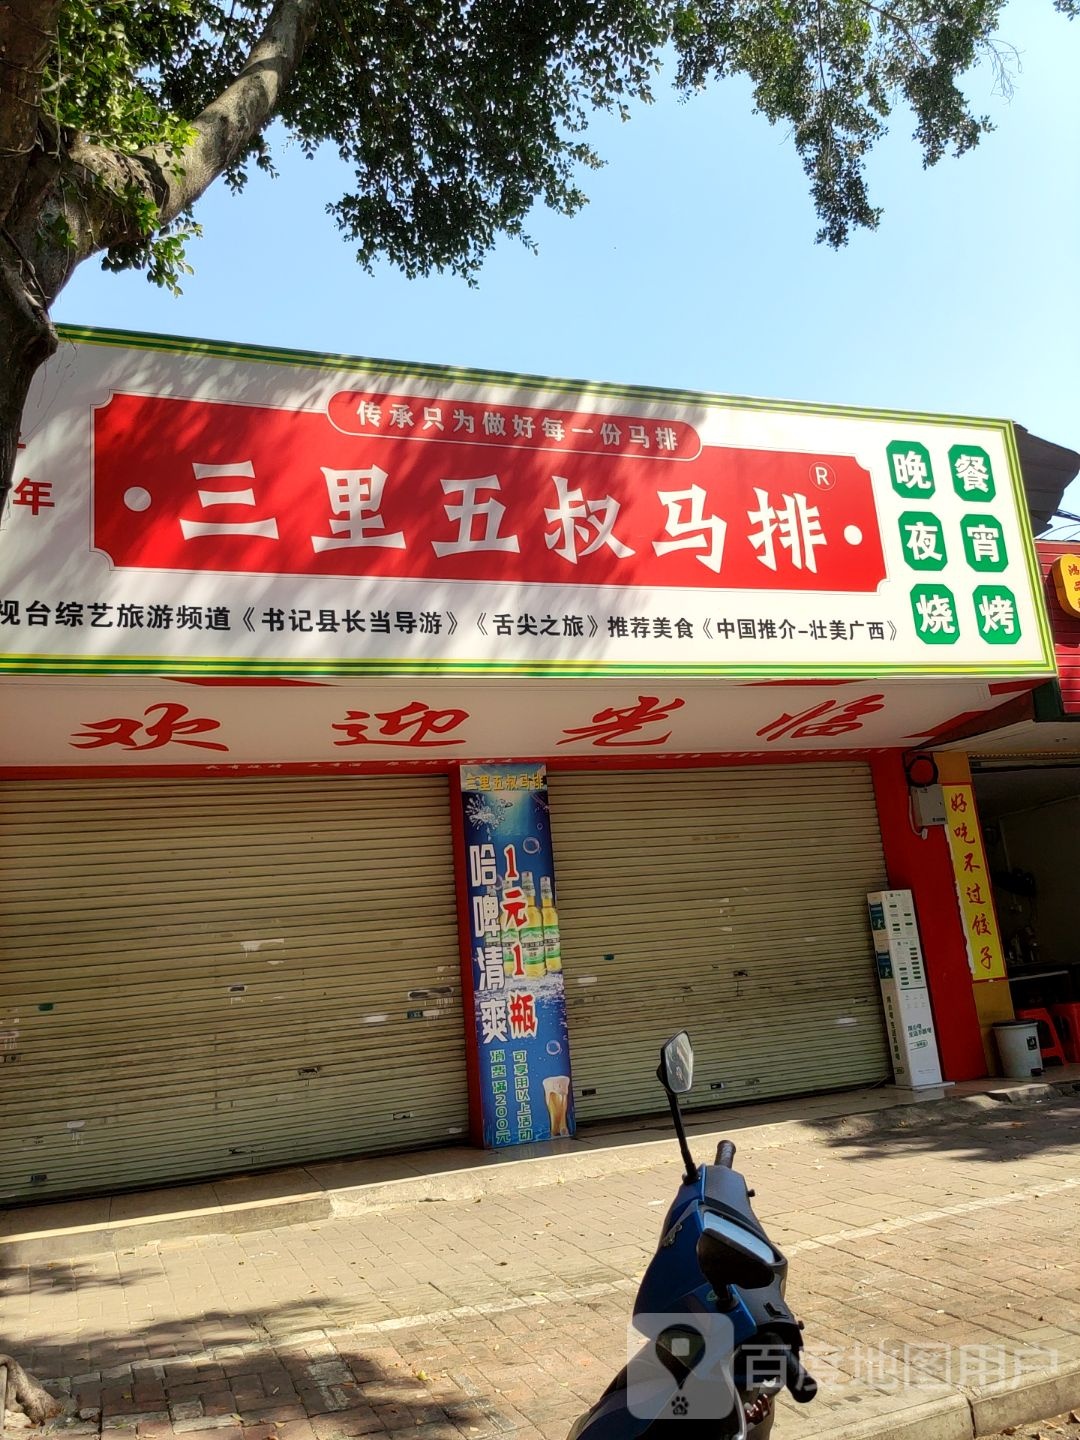 传承只为做好每一份马排
三里五叔马排®
年
晚餐
夜宵
烧烤
视台综艺旅游频道《书记县长当导游》《舌尖之旅》推荐美食《中国推介-壮美广西》
欢迎光临
三里五叔马排
哈啤清爽
1元1瓶
消费满200元
可享用以上活动
好吃不过饺子
百度地图用户